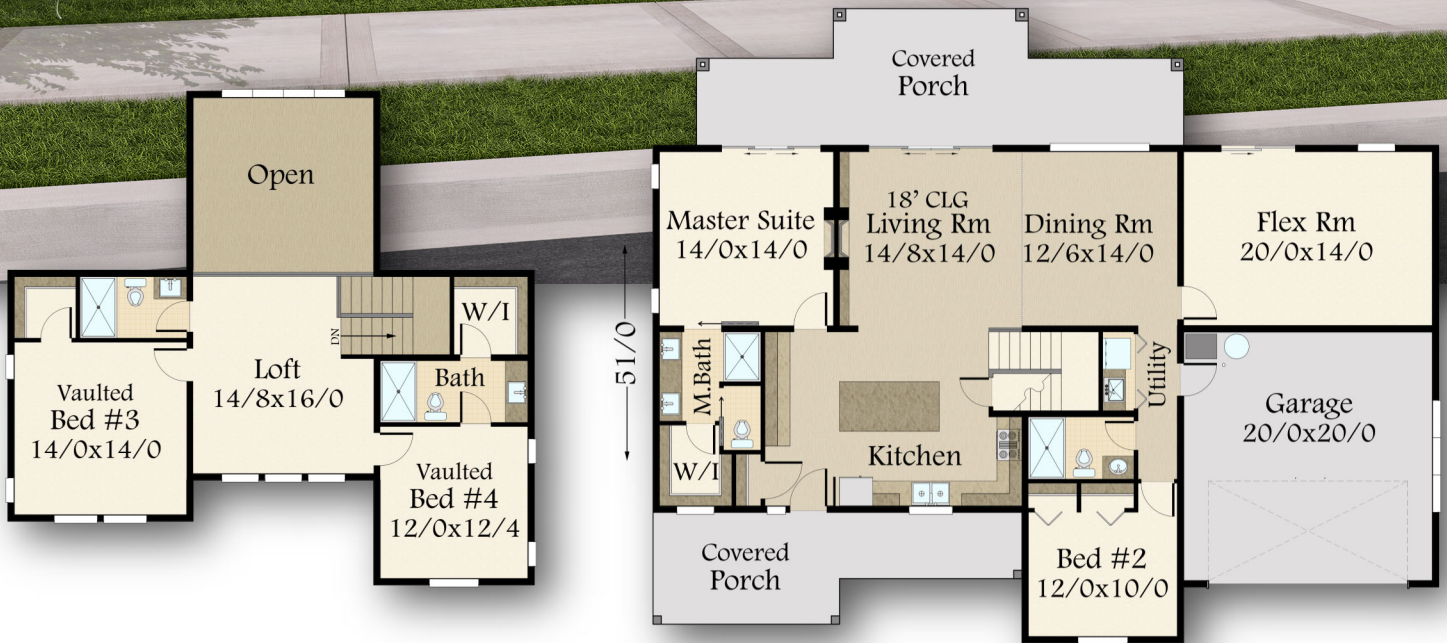 Open
W/I
DN
Loft
14/8x16/0
Bath
Vaulted
Bed #3
14/0x14/0
Vaulted
Bed #4
12/0x12/4
Covered
Porch
Master Suite
14/0x14/0
18' CLG
Living Rm
14/8x14/0
Dining Rm
12/6x14/0
Flex Rm
20/0x14/0
51/0
M.Bath
W/I
Kitchen
Utility
Garage
20/0x20/0
Covered
Porch
Bed #2
12/0x10/0